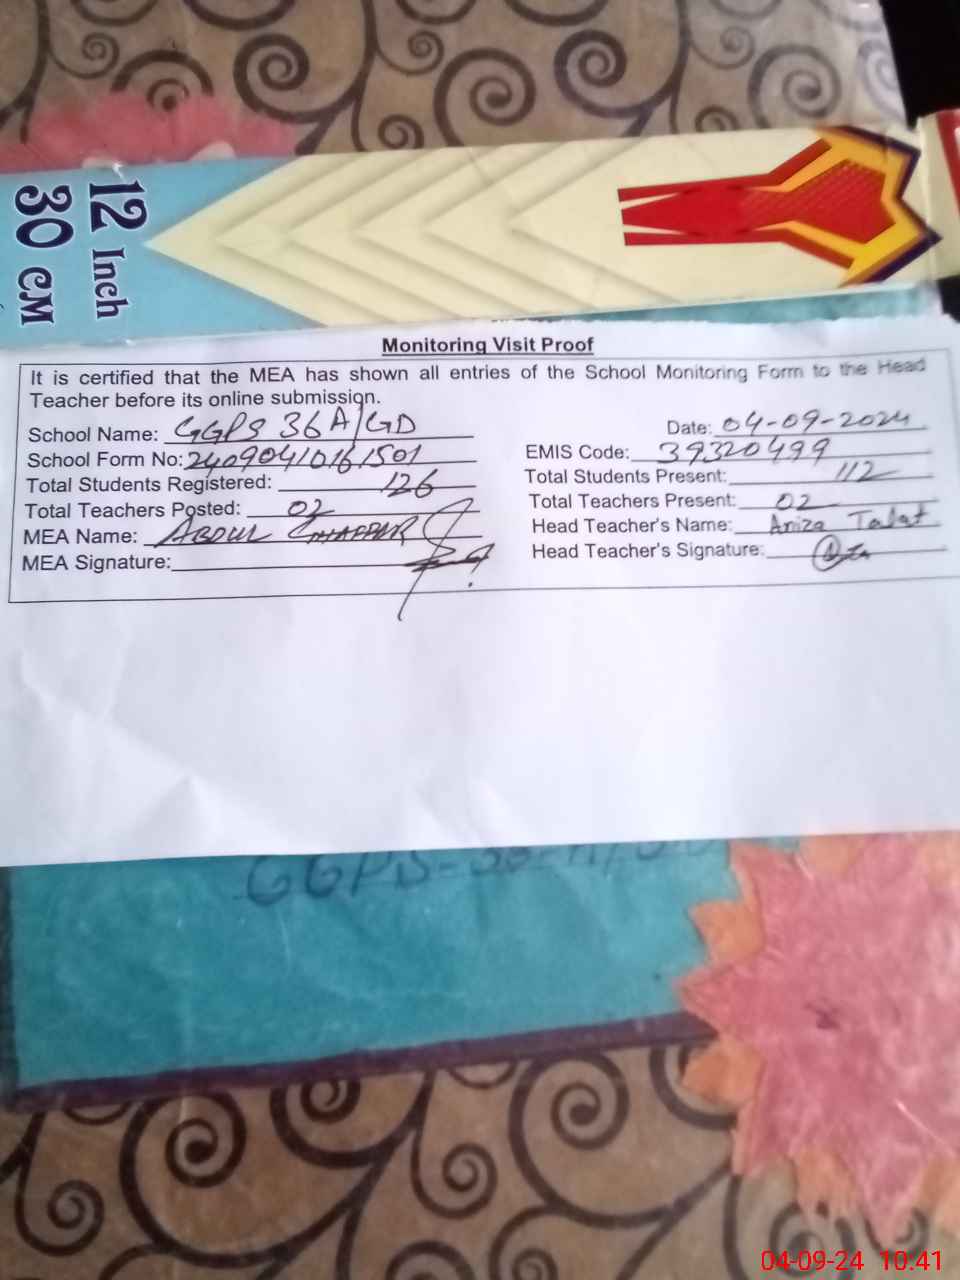 12 Inch
30 CM
Monitoring Visit Proof
It is certified that the MEA has shown all entries of the School Monitoring Form to the Head
Teacher before its online submission.
School Name: GGPS 36A/GD
Date: 04-09-2024
School Form No: 24090410161501
EMIS Code: 39320499
Total Students Registered: 126
Total Students Present: 112
Total Teachers Posted: 02
Total Teachers Present: 02
MEA Name: ABDUL GHAFFAR
Head Teacher's Name: Aniza Talat
MEA Signature:
Head Teacher's Signature:
GGPS-
04-09-24 10.41